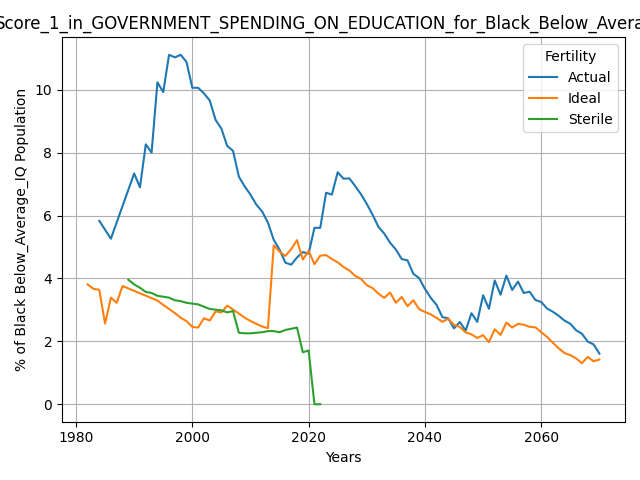 Score_1_in_GOVERNMENT_SPENDING_ON_EDUCATION_for_Black_Below_Avera
Fertility
Actual
Ideal
Sterile
% of Black Below_Average_IQ Population
10
8
6
4
2
0
1980 2000 2020 2040 2060
Years